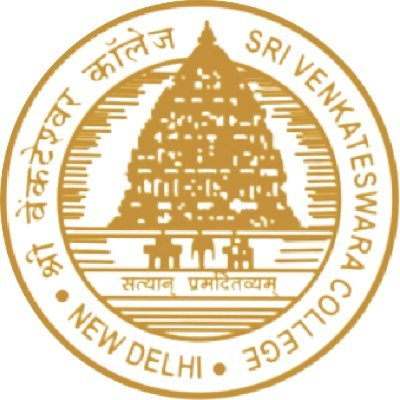 श्री वेंकटेश्वर कॉलेज
SRI VENKATESWARA COLLEGE
• NEW DELHI •
सत्यान् प्रमदितव्यम्